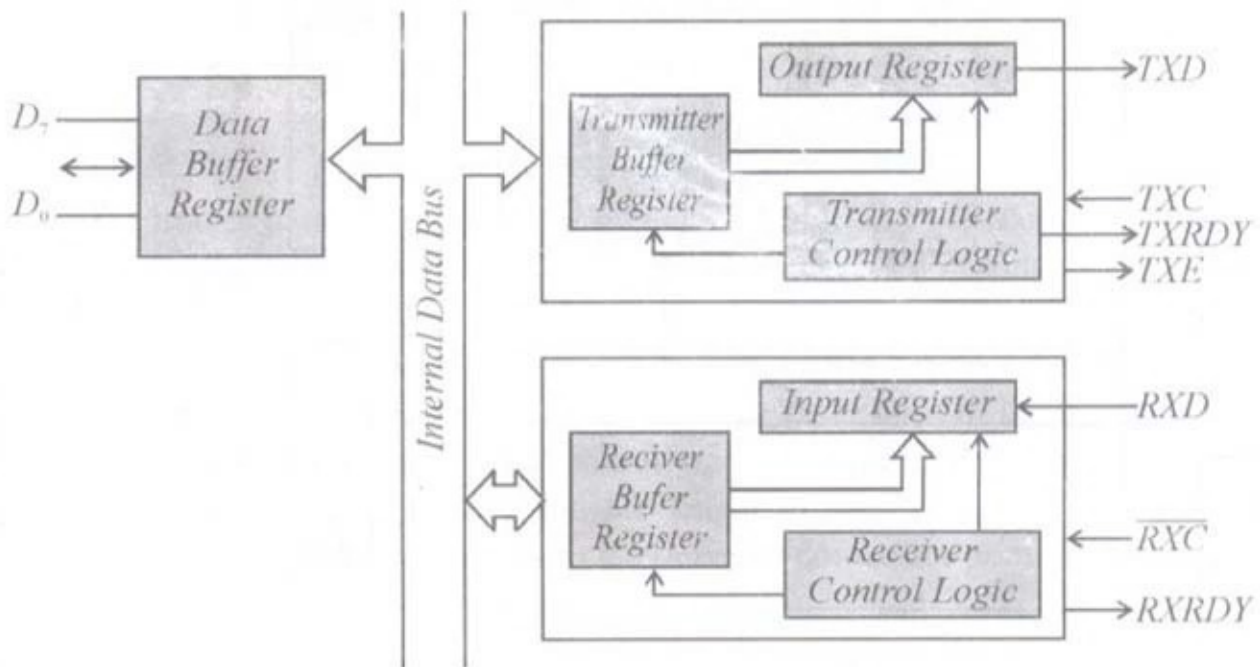 Output Register
TXD
D₇
Data
Buffer
Register
D₀
Transmitter
Buffer
Register
Transmitter
Control Logic
TXC
TXRDY
TXE
Internal Data Bus
Input Register
RXD
Reciver
Bufer
Register
Receiver
Control Logic
R̅X̅C̅
RXRDY